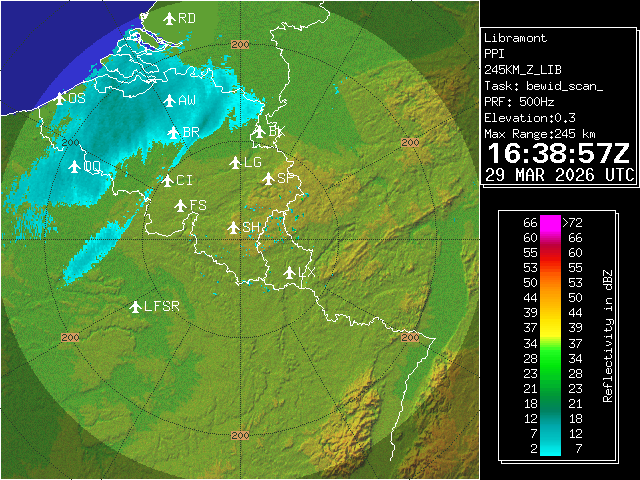 RD
200
OS
AW
BR
BK
200
200
QQ
LG
CI
SP
FS
SH
LX
LFSR
200
200
200
Libramont
PPI
245KM_Z_LIB
Task: bewid_scan_
PRF: 500Hz
Elevation:0.3
Max Range:245 km
16:38:57Z
29 MAR 2026 UTC
66 >72
60 66
55 60
53 55
50 53
44 50
39 44
37 39
34 37
28 34
23 28
21 23
18 21
12 18
7 12
2 7
Reflectivity in dBZ